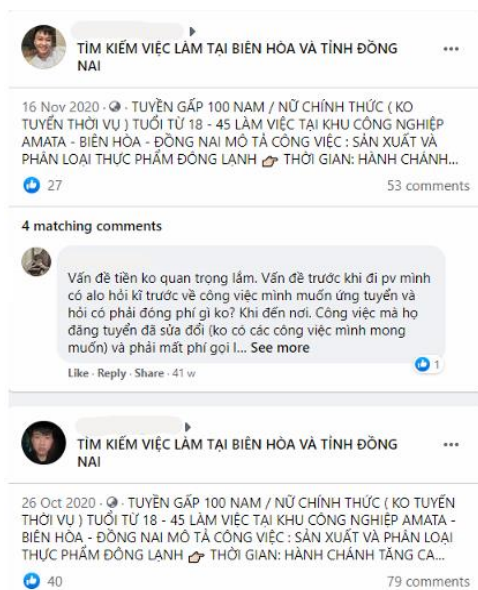 TÌM KIẾM VIỆC LÀM TẠI BIÊN HÒA VÀ TỈNH ĐỒNG
NAI
16 Nov 2020 · TUYỂN GẤP 100 NAM / NỮ CHÍNH THỨC ( KO
TUYỂN THỜI VỤ ) TUỔI TỪ 18 - 45 LÀM VIỆC TẠI KHU CÔNG NGHIỆP
AMATA - BIÊN HÒA - ĐỒNG NAI MÔ TẢ CÔNG VIỆC : SẢN XUẤT VÀ
PHÂN LOẠI THỰC PHẨM ĐÔNG LẠNH 👉 THỜI GIAN: HÀNH CHÁNH...
27
53 comments
4 matching comments
Vấn đề tiền ko quan trọng lắm. Vấn đề trước khi đi pv mình
có alo hỏi kĩ trước về công việc mình muốn ứng tuyển và
hỏi có phải đóng phí gì ko? Khi đến nơi. Công việc mà họ
đăng tuyển đã sửa đổi (ko có các công việc mình mong
muốn) và phải mất phí gọi l... See more
1
Like · Reply · Share · 41 w
TÌM KIẾM VIỆC LÀM TẠI BIÊN HÒA VÀ TỈNH ĐỒNG
NAI
26 Oct 2020 · TUYỂN GẤP 100 NAM / NỮ CHÍNH THỨC ( KO TUYỂN
THỜI VỤ ) TUỔI TỪ 18 - 45 LÀM VIỆC TẠI KHU CÔNG NGHIỆP AMATA -
BIÊN HÒA - ĐỒNG NAI MÔ TẢ CÔNG VIỆC : SẢN XUẤT VÀ PHÂN LOẠI
THỰC PHẨM ĐÔNG LẠNH 👉 THỜI GIAN: HÀNH CHÁNH TĂNG CA...
40
79 comments